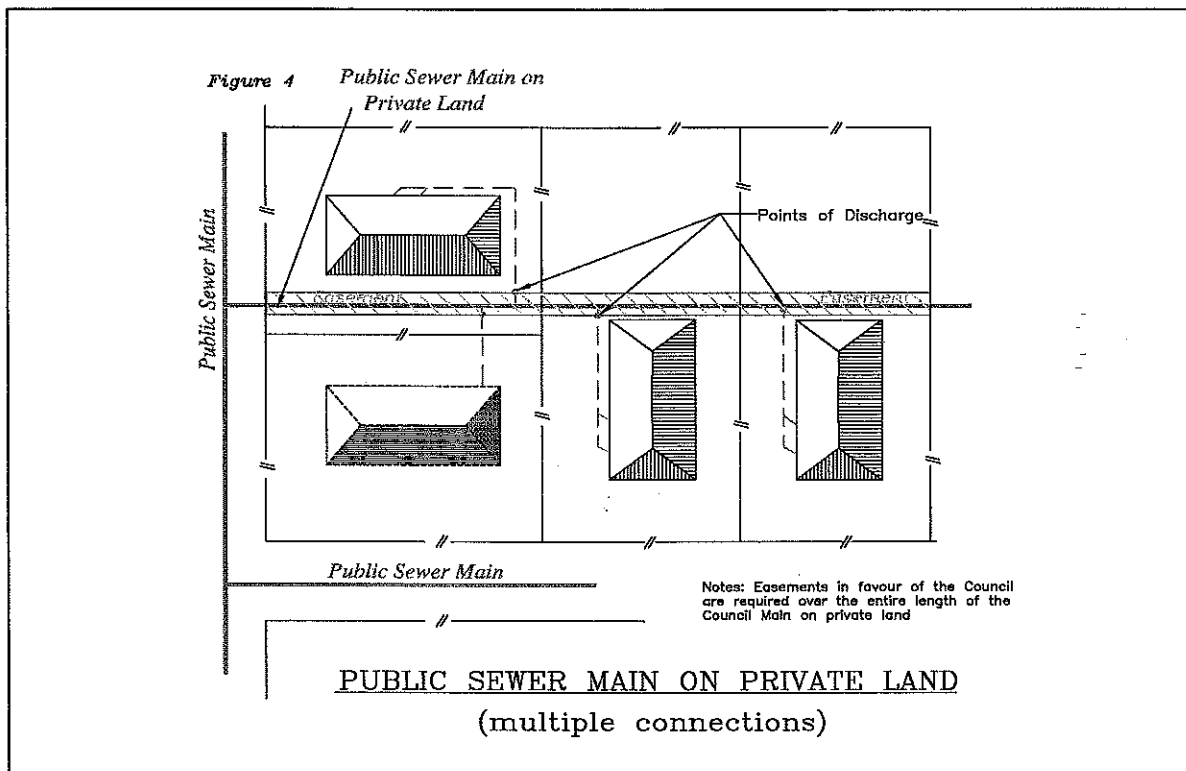 Figure 4
Public Sewer Main on
Private Land
Public Sewer Main
Points of Discharge
Easement
Easement
Public Sewer Main
Notes: Easements in favour of the Council
are required over the entire length of the
Council Main on private land
PUBLIC SEWER MAIN ON PRIVATE LAND
(multiple connections)